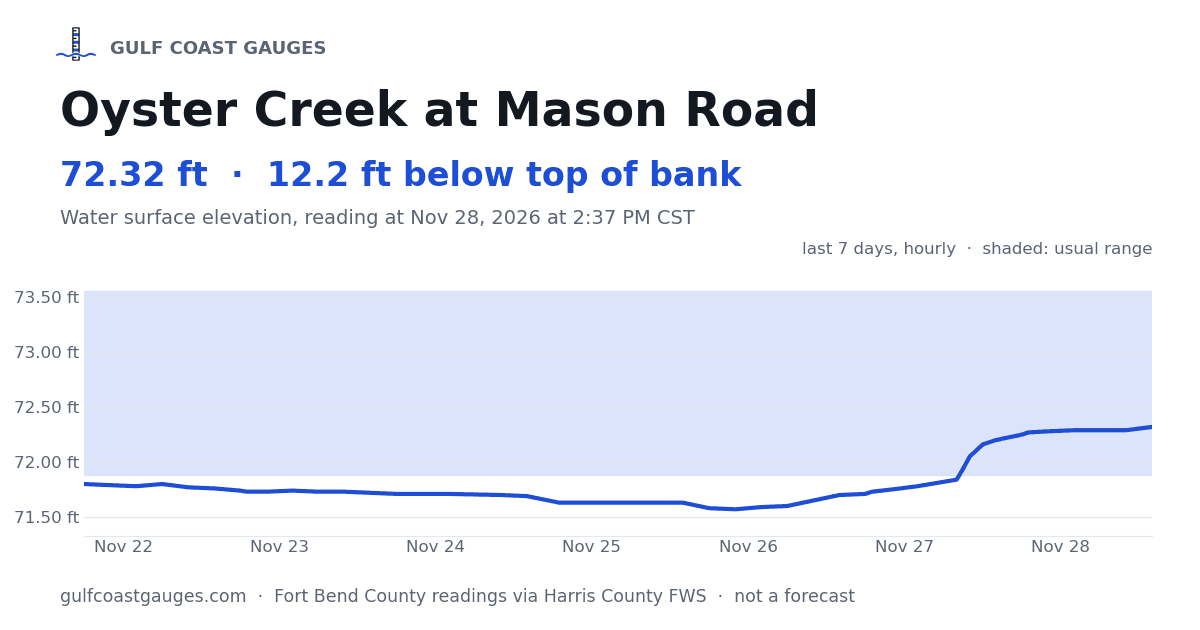 GULF COAST GAUGES
Oyster Creek at Mason Road
72.32 ft · 12.2 ft below top of bank
Water surface elevation, reading at Nov 28, 2026 at 2:37 PM CST
last 7 days, hourly · shaded: usual range
73.50 ft
73.00 ft
72.50 ft
72.00 ft
71.50 ft
Nov 22 Nov 23 Nov 24 Nov 25 Nov 26 Nov 27 Nov 28
gulfcoastgauges.com · Fort Bend County readings via Harris County FWS · not a forecast